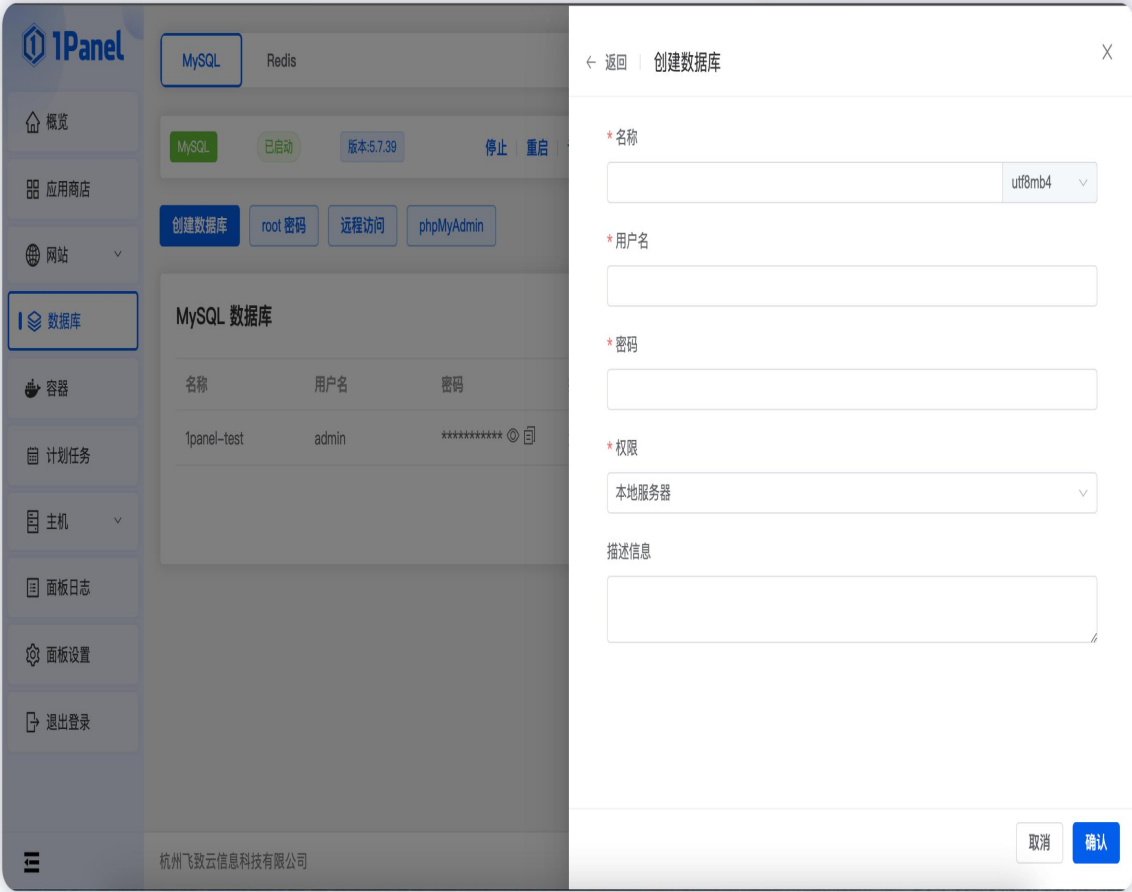 1Panel
概览
应用商店
网站
数据库
容器
计划任务
主机
面板日志
面板设置
退出登录
MySQL Redis
MySQL 已启动 版本:5.7.39 停止 重启
创建数据库 root 密码 远程访问 phpMyAdmin
MySQL 数据库
名称 用户名 密码
1panel-test admin ***********
杭州飞致云信息科技有限公司
返回 创建数据库
* 名称
utf8mb4
* 用户名
* 密码
* 权限
本地服务器
描述信息
取消 确认